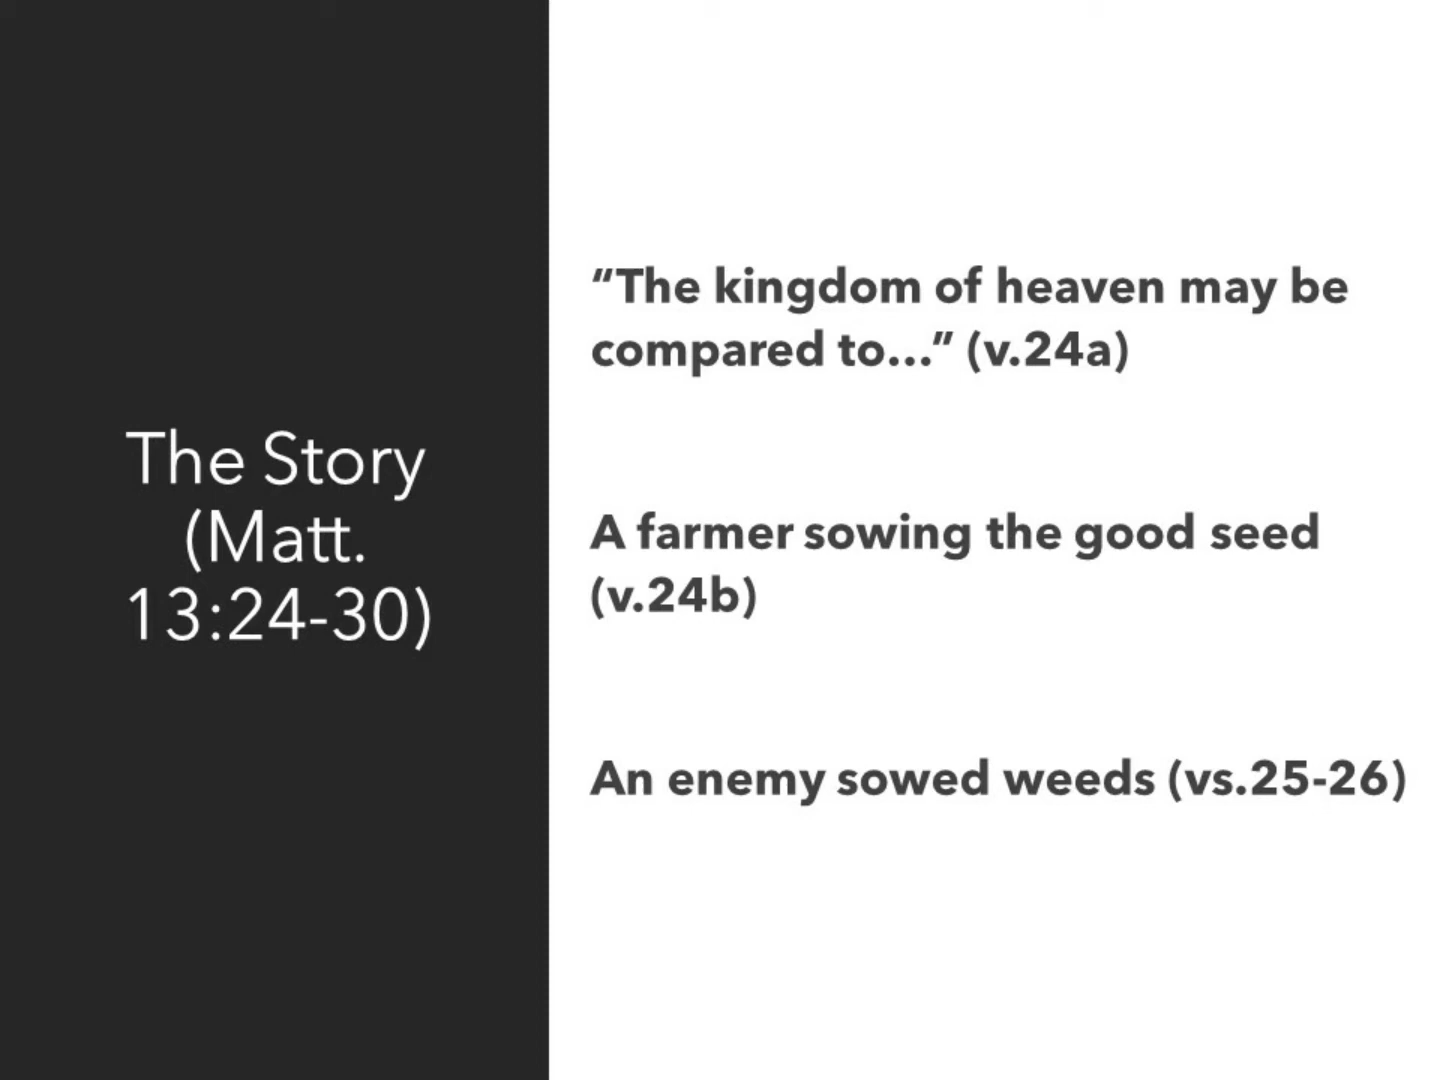 The Story
(Matt.
13:24-30)
“The kingdom of heaven may be
compared to…” (v.24a)
A farmer sowing the good seed
(v.24b)
An enemy sowed weeds (vs.25-26)